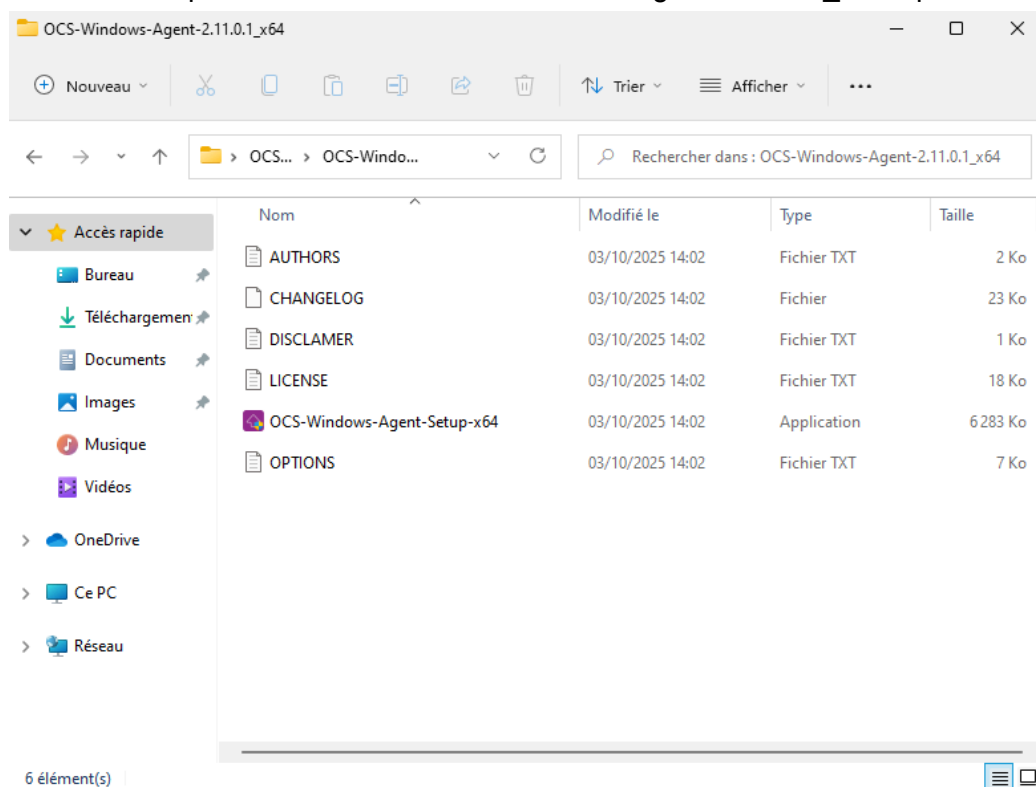 OCS-Windows-Agent-2.11.0.1_x64
Nouveau Trier Afficher
OCS... > OCS-Windo... Rechercher dans : OCS-Windows-Agent-2.11.0.1_x64
Nom Modifié le Type Taille
Accès rapide
Bureau
Téléchargemen
Documents
Images
Musique
Vidéos
OneDrive
Ce PC
Réseau
AUTHORS 03/10/2025 14:02 Fichier TXT 2 Ko
CHANGELOG 03/10/2025 14:02 Fichier 23 Ko
DISCLAMER 03/10/2025 14:02 Fichier TXT 1 Ko
LICENSE 03/10/2025 14:02 Fichier TXT 18 Ko
OCS-Windows-Agent-Setup-x64 03/10/2025 14:02 Application 6 283 Ko
OPTIONS 03/10/2025 14:02 Fichier TXT 7 Ko
6 élément(s)